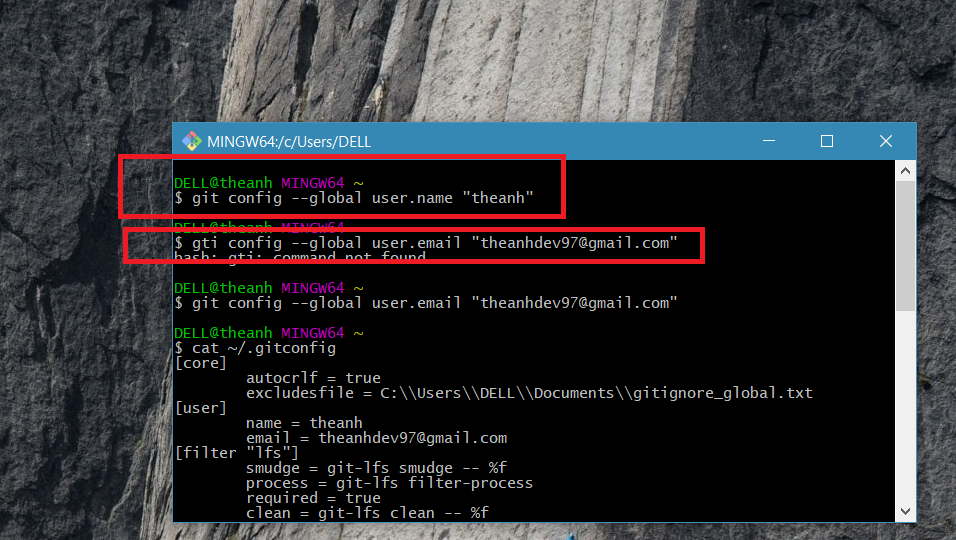 MINGW64:/c/Users/DELL
DELL@theanh MINGW64 ~
$ git config --global user.name "theanh"
DELL@theanh MINGW64
$ gti config --global user.email "theanhdev97@gmail.com"
bash: gti: command not found
DELL@theanh MINGW64 ~
$ git config --global user.email "theanhdev97@gmail.com"
DELL@theanh MINGW64 ~
$ cat ~/.gitconfig
[core]
autocrlf = true
excludesfile = C:\\Users\\DELL\\Documents\\gitignore_global.txt
[user]
name = theanh
email = theanhdev97@gmail.com
[filter "lfs"]
smudge = git-lfs smudge -- %f
process = git-lfs filter-process
required = true
clean = git-lfs clean -- %f